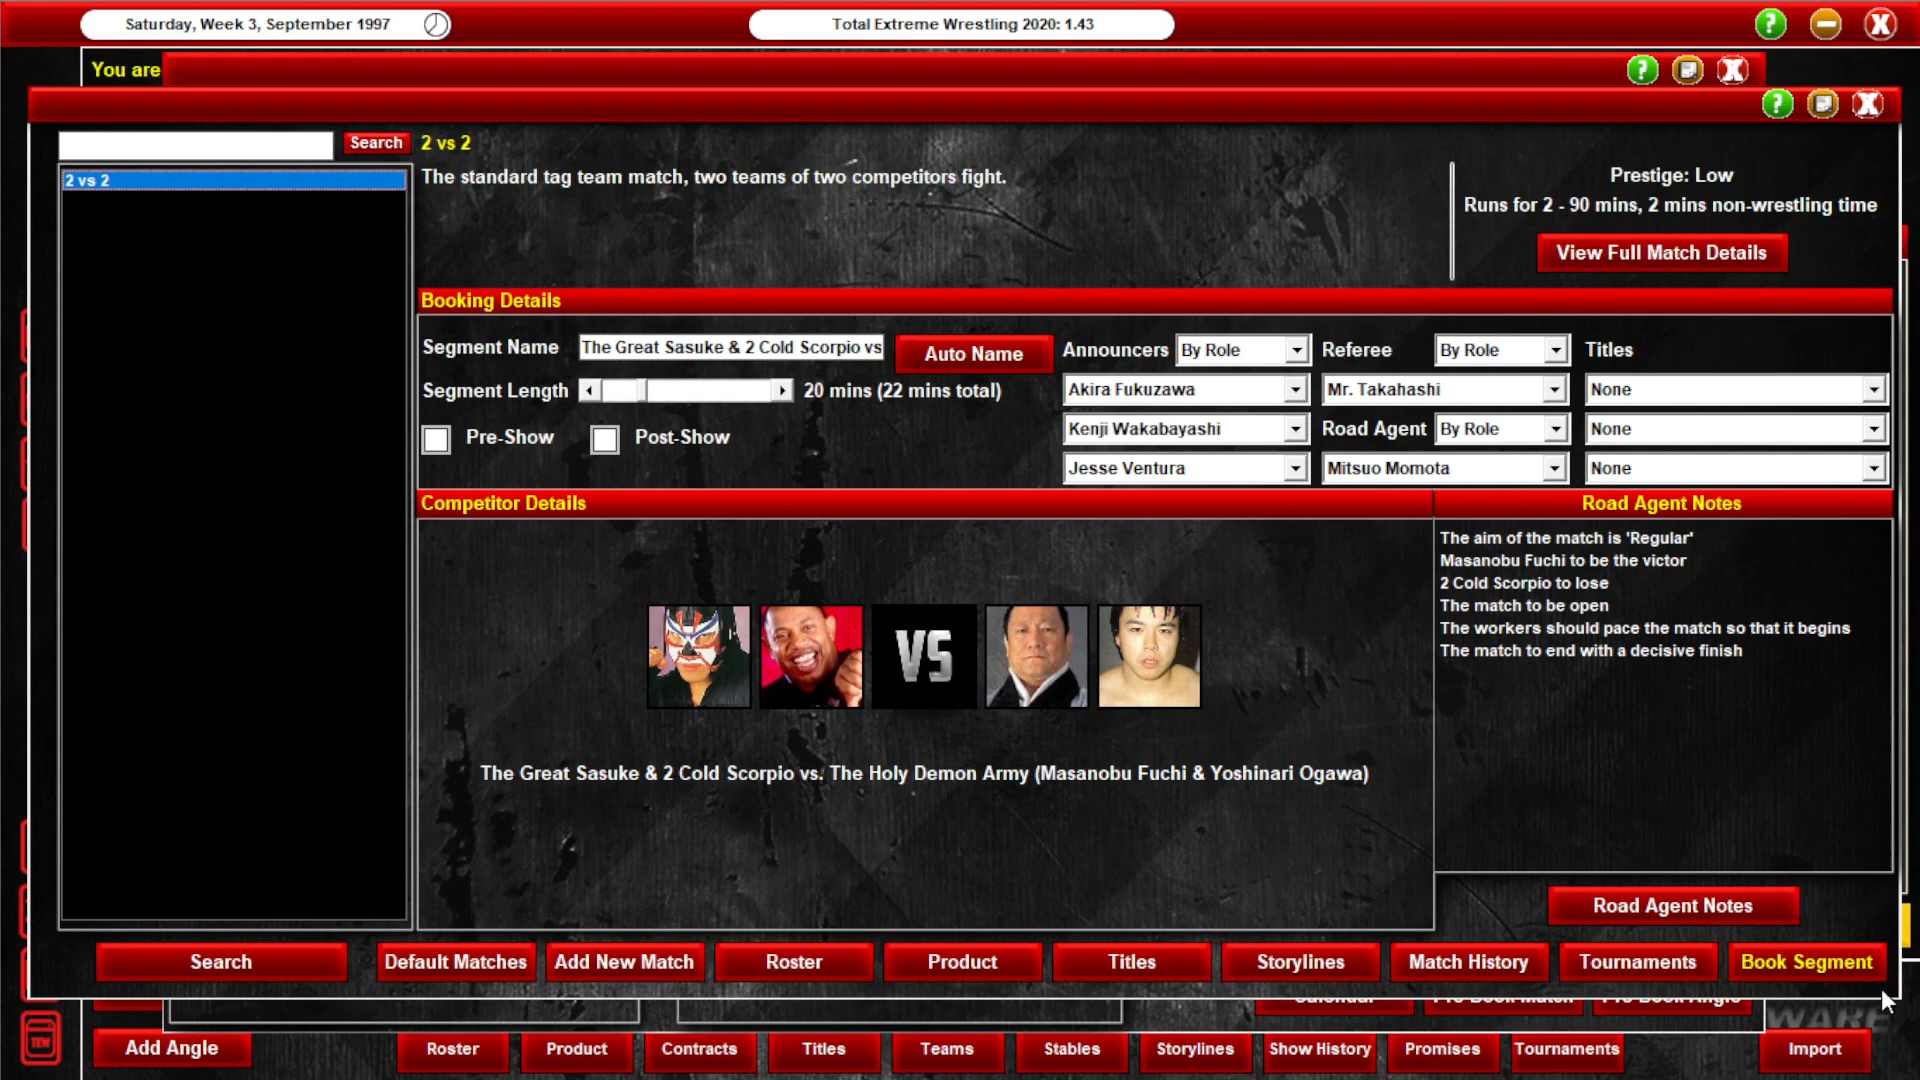 Saturday, Week 3, September 1997
Total Extreme Wrestling 2020: 1.43
You are
Search
2 vs 2
2 vs 2
The standard tag team match, two teams of two competitors fight.
Prestige: Low
Runs for 2 - 90 mins, 2 mins non-wrestling time
View Full Match Details
Booking Details
Segment Name
The Great Sasuke & 2 Cold Scorpio vs
Auto Name
Announcers
By Role
Referee
By Role
Titles
Segment Length
20 mins (22 mins total)
Akira Fukuzawa
Mr. Takahashi
None
Pre-Show
Post-Show
Kenji Wakabayashi
Road Agent
By Role
None
Jesse Ventura
Mitsuo Momota
None
Competitor Details
Road Agent Notes
The aim of the match is 'Regular'
Masanobu Fuchi to be the victor
2 Cold Scorpio to lose
The match to be open
The workers should pace the match so that it begins
The match to end with a decisive finish
VS
The Great Sasuke & 2 Cold Scorpio vs. The Holy Demon Army (Masanobu Fuchi & Yoshinari Ogawa)
Road Agent Notes
Search
Default Matches
Add New Match
Roster
Product
Titles
Storylines
Match History
Tournaments
Book Segment
Calendar
Pre Book Match
Pre Book Angle
WARE
TEW
Add Angle
Roster
Product
Contracts
Titles
Teams
Stables
Storylines
Show History
Promises
Tournaments
Import